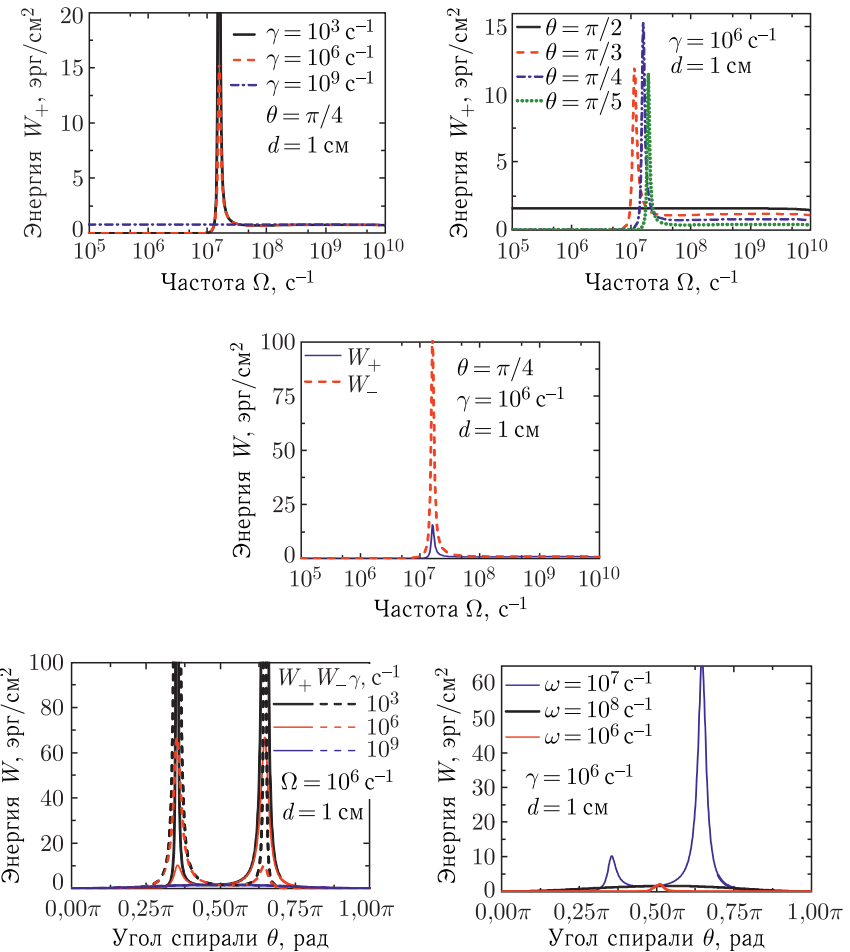 Энергия W₊, эрг/см²
20
15
10
5
0
γ = 10³ с⁻¹
γ = 10⁶ с⁻¹
γ = 10⁹ с⁻¹
θ = π/4
d = 1 см
10⁵ 10⁶ 10⁷ 10⁸ 10⁹ 10¹⁰
Частота Ω, с⁻¹
Энергия W₊, эрг/см²
15
10
5
0
θ = π/2
θ = π/3
θ = π/4
θ = π/5
γ = 10⁶ с⁻¹
d = 1 см
10⁵ 10⁶ 10⁷ 10⁸ 10⁹ 10¹⁰
Частота Ω, с⁻¹
Энергия W, эрг/см²
100
75
50
25
0
W₊
W₋
θ = π/4
γ = 10⁶ с⁻¹
d = 1 см
10⁵ 10⁶ 10⁷ 10⁸ 10⁹ 10¹⁰
Частота Ω, с⁻¹
Энергия W, эрг/см²
100
80
60
40
20
0
W₊ W₋ γ, с⁻¹
10³
10⁶
10⁹
Ω = 10⁶ с⁻¹
d = 1 см
0,00π 0,25π 0,50π 0,75π 1,00π
Угол спирали θ, рад
Энергия W, эрг/см²
60
50
40
30
20
10
0
ω = 10⁷ с⁻¹
ω = 10⁸ с⁻¹
ω = 10⁶ с⁻¹
γ = 10⁶ с⁻¹
d = 1 см
0,00π 0,25π 0,50π 0,75π 1,00π
Угол спирали θ, рад